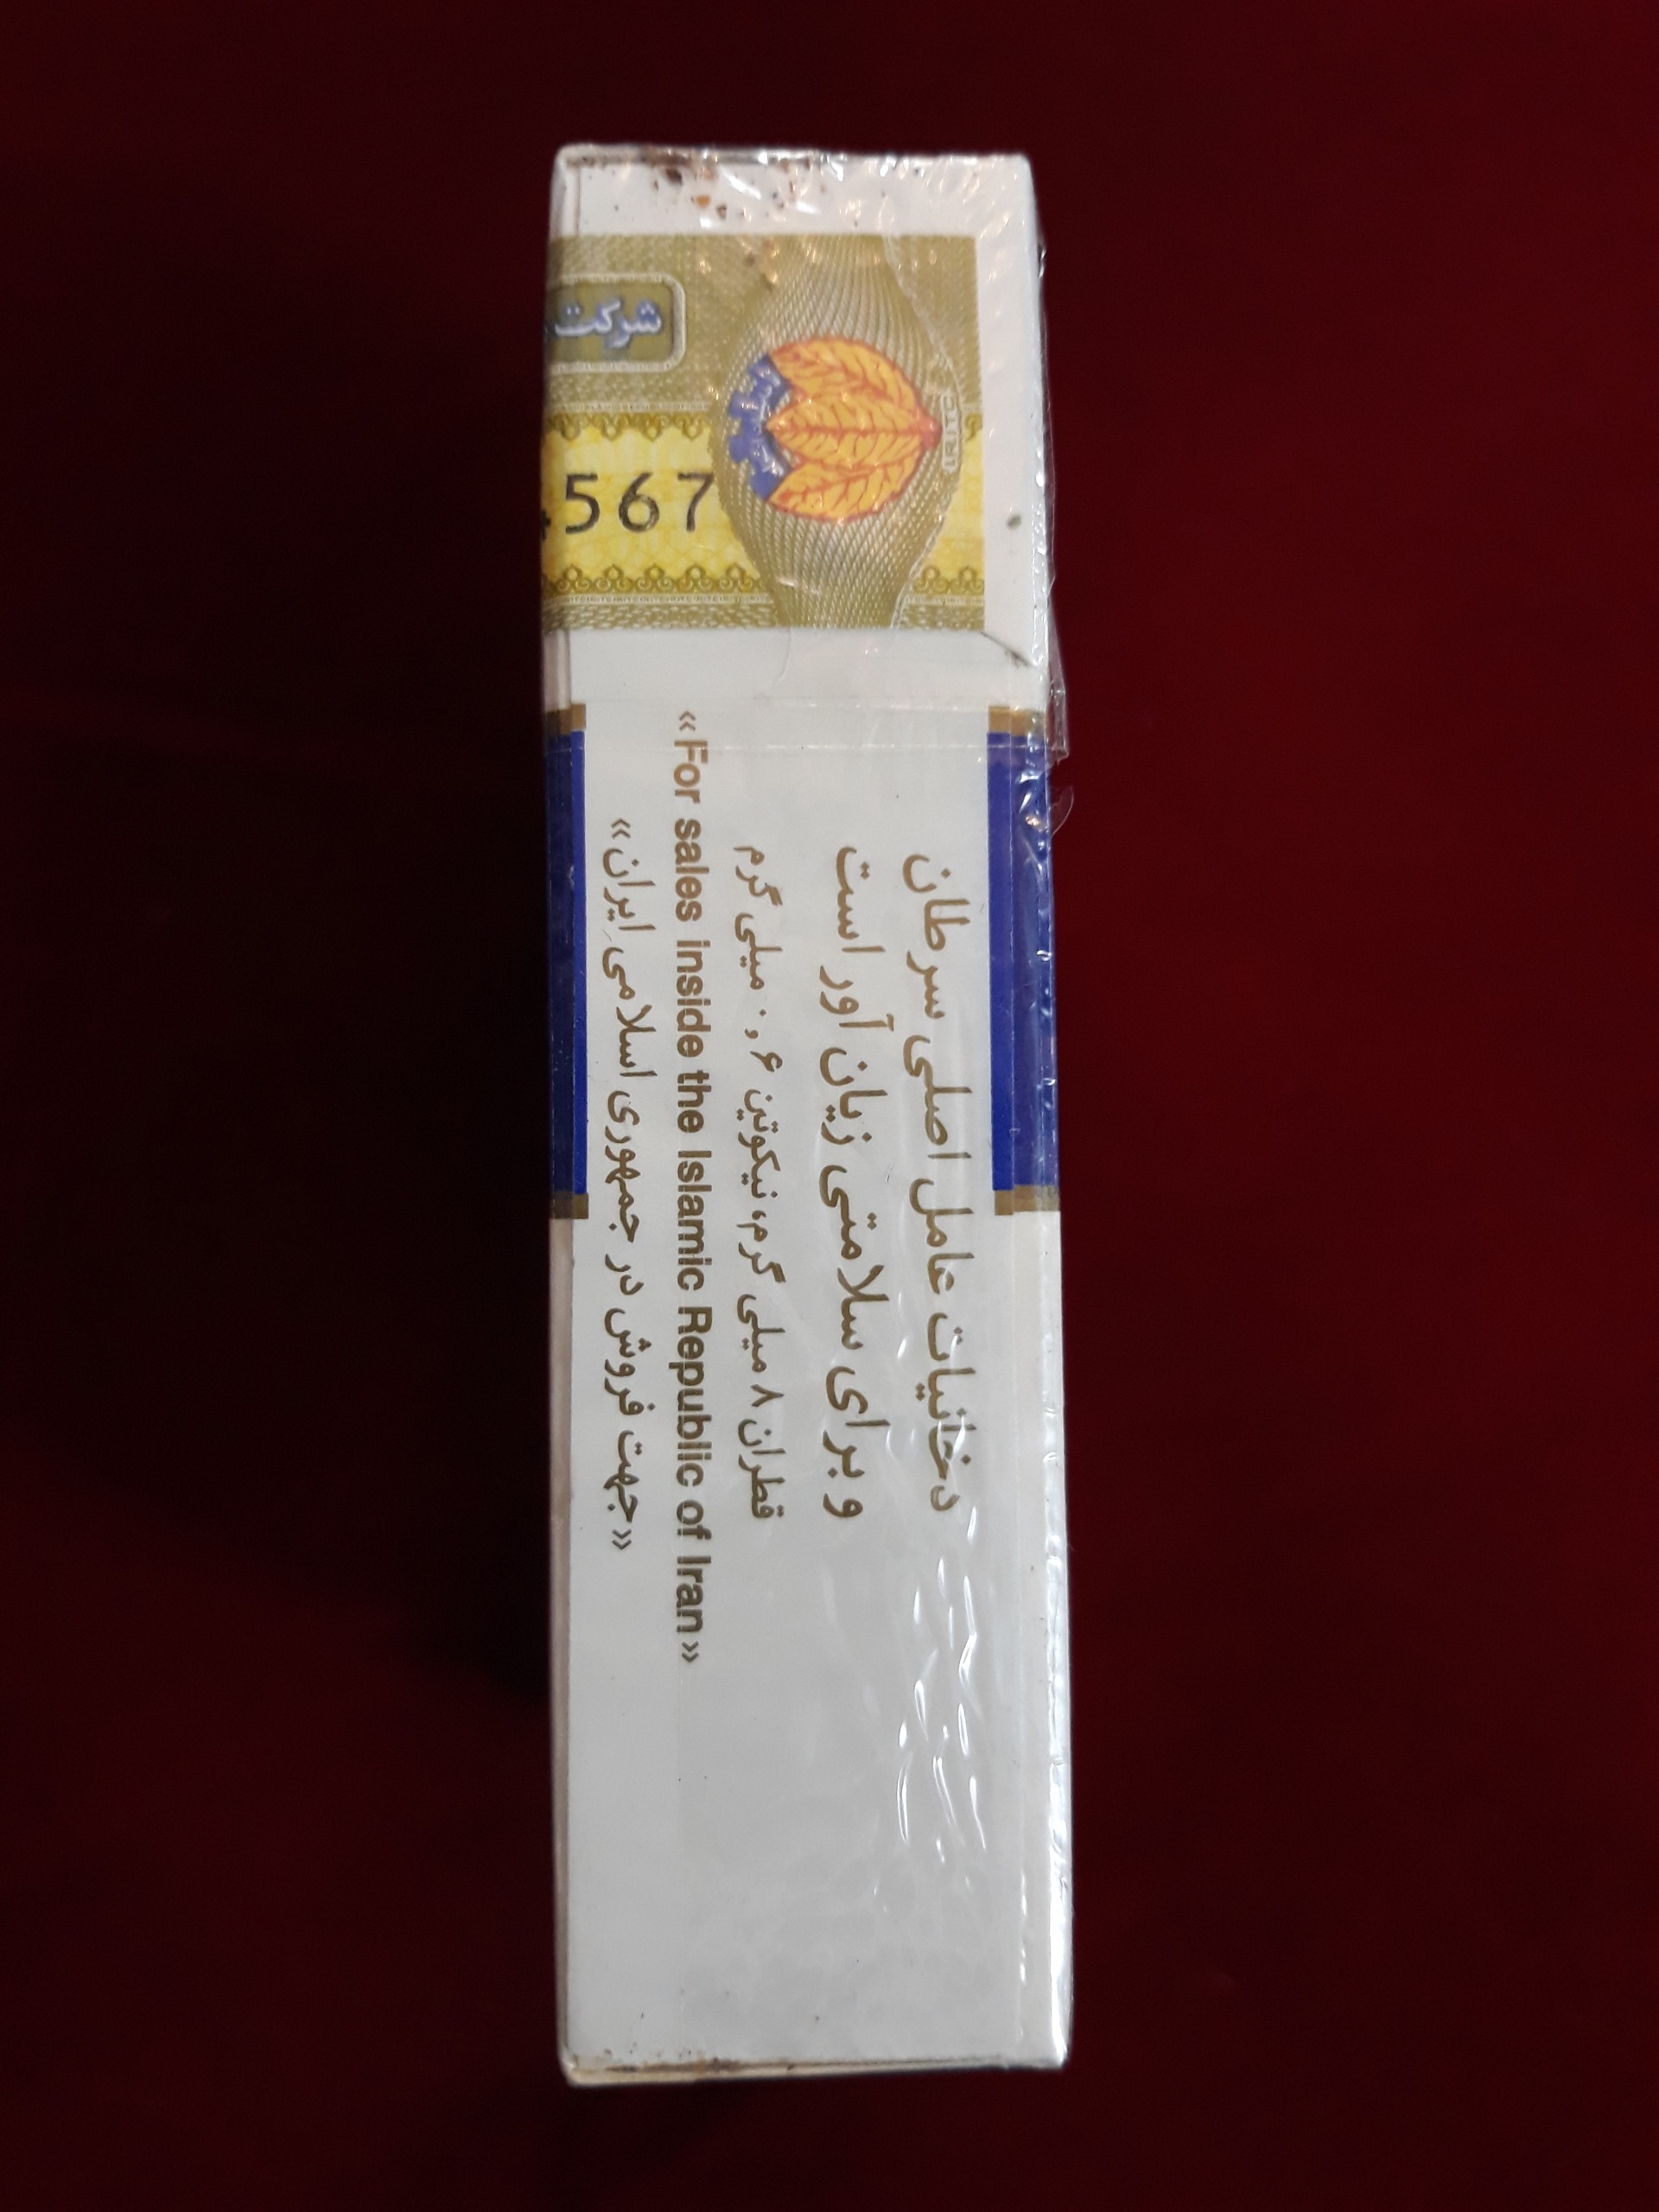 شرکت
567
دخانیات عامل اصلی سرطان
و برای سلامتی زیان آور است
قطران ۸ میلی گرم، نیکوتین ۰٫۶ میلی گرم
«For sales inside the Islamic Republic of Iran»
«جهت فروش در جمهوری اسلامی ایران»